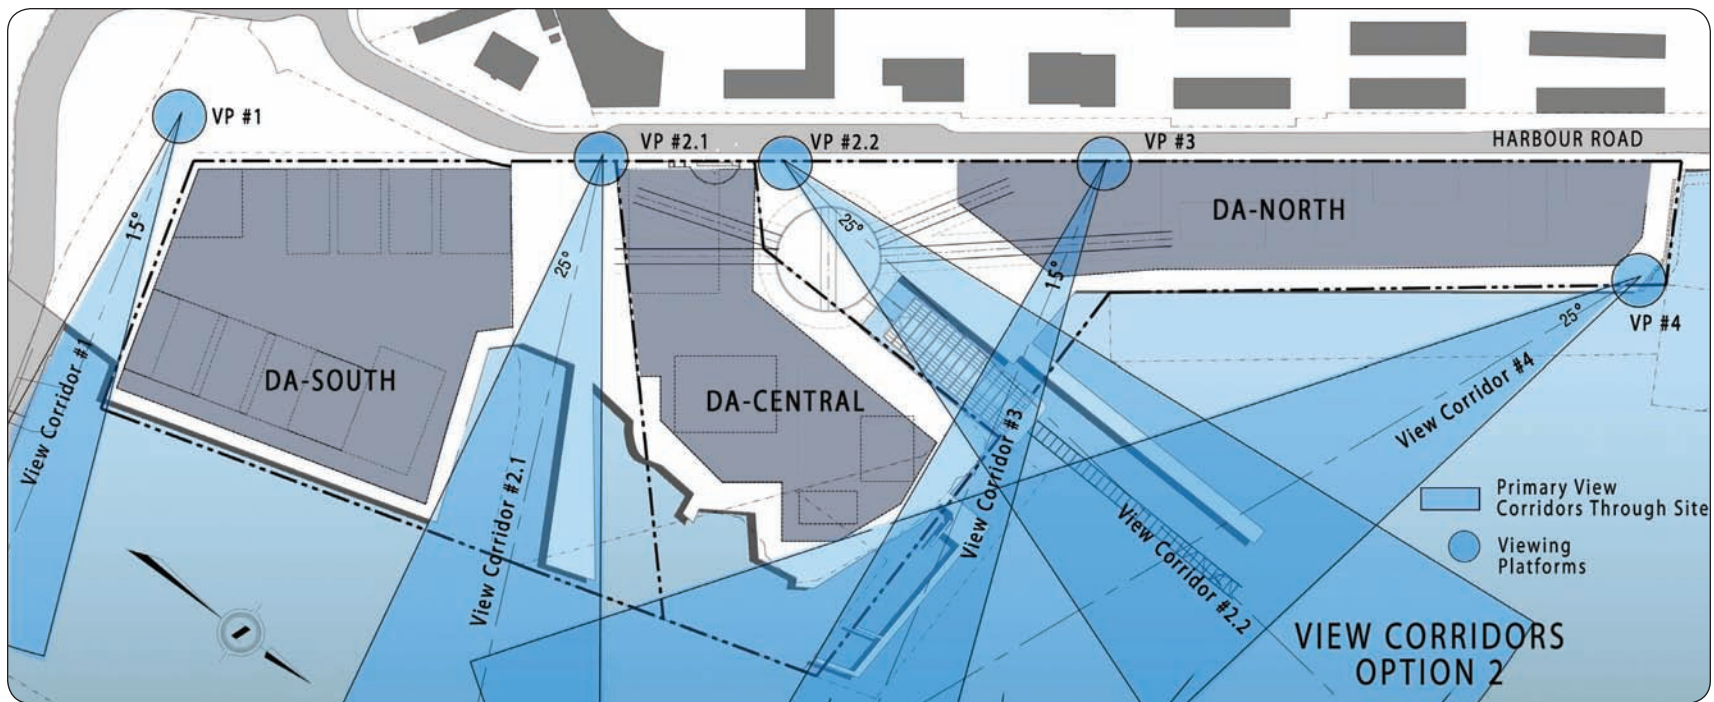 VP #1
VP #2.1
VP #2.2
VP #3
HARBOUR ROAD
15°
25°
25°
15°
DA-NORTH
25°
VP #4
DA-SOUTH
DA-CENTRAL
View Corridor #1
View Corridor #2.1
View Corridor #3
View Corridor #2.2
View Corridor #4
Primary View
Corridors Through Site
Viewing
Platforms
VIEW CORRIDORS
OPTION 2